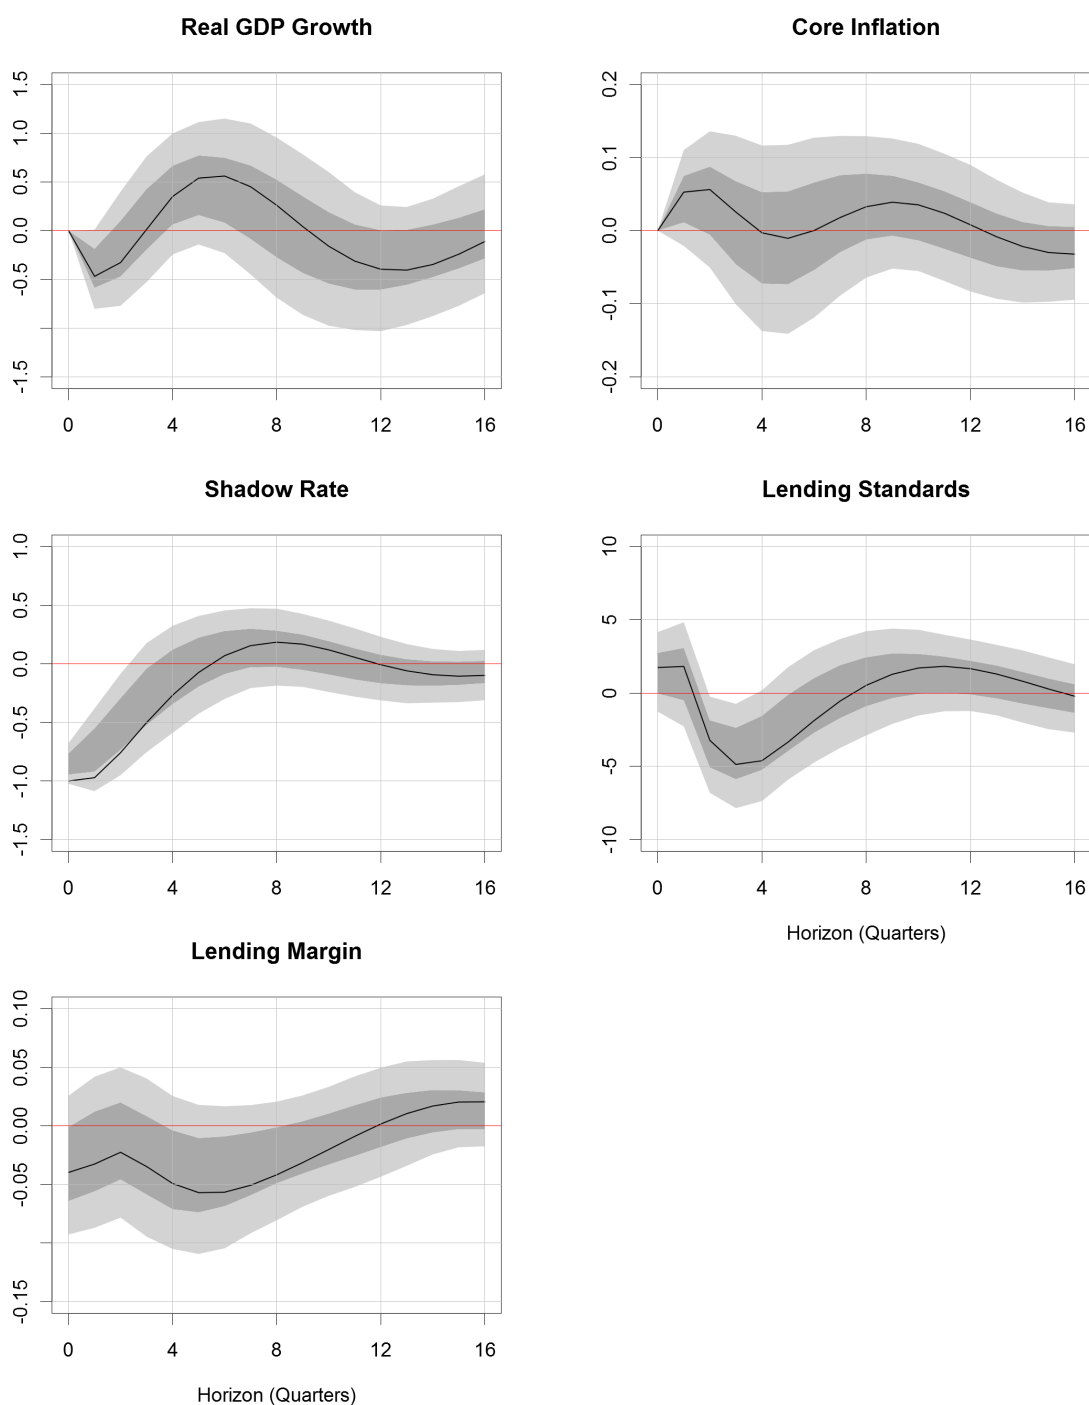 Real GDP Growth
1.5
1.0
0.5
0.0
-0.5
-1.5
0 4 8 12 16
Core Inflation
0.2
0.1
0.0
-0.1
-0.2
0 4 8 12 16
Shadow Rate
1.0
0.5
0.0
-0.5
-1.0
-1.5
0 4 8 12 16
Lending Standards
10
5
0
-5
-10
0 4 8 12 16
Horizon (Quarters)
Lending Margin
0.10
0.05
0.00
-0.05
-0.15
0 4 8 12 16
Horizon (Quarters)